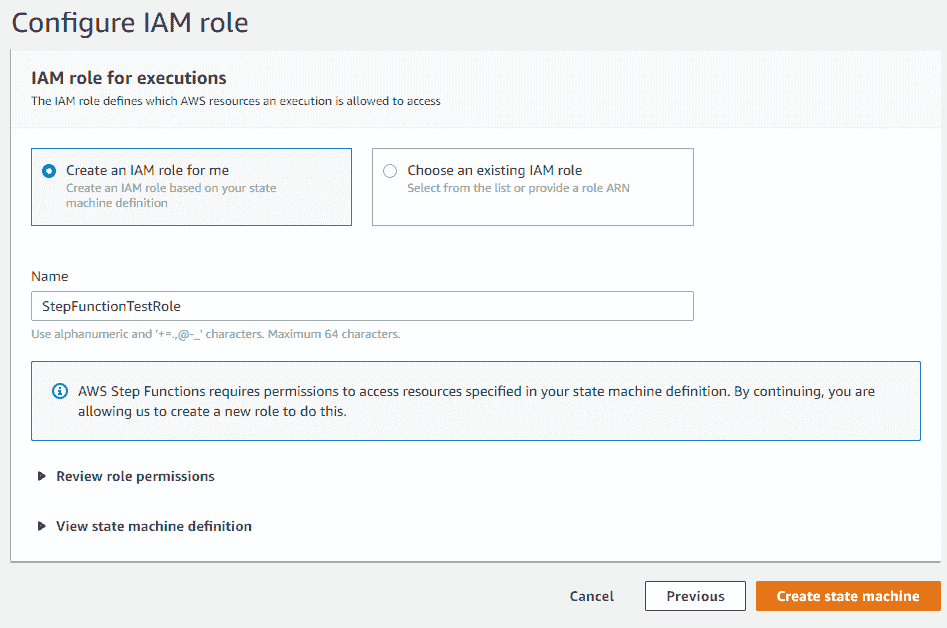 Configure IAM role
IAM role for executions
The IAM role defines which AWS resources an execution is allowed to access
Create an IAM role for me
Create an IAM role based on your state
machine definition
Choose an existing IAM role
Select from the list or provide a role ARN
Name
StepFunctionTestRole
Use alphanumeric and '+=.,@-_' characters. Maximum 64 characters.
AWS Step Functions requires permissions to access resources specified in your state machine definition. By continuing, you are
allowing us to create a new role to do this.
Review role permissions
View state machine definition
Cancel
Previous
Create state machine